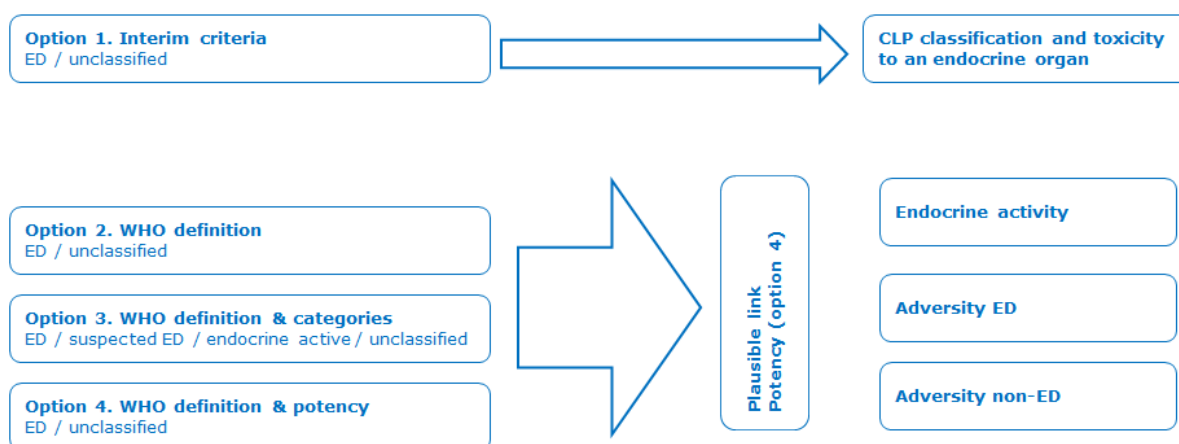 Option 1. Interim criteria
ED / unclassified
CLP classification and toxicity
to an endocrine organ
Option 2. WHO definition
ED / unclassified
Option 3. WHO definition & categories
ED / suspected ED / endocrine active / unclassified
Option 4. WHO definition & potency
ED / unclassified
Plausible link
Potency (option 4)
Endocrine activity
Adversity ED
Adversity non-ED